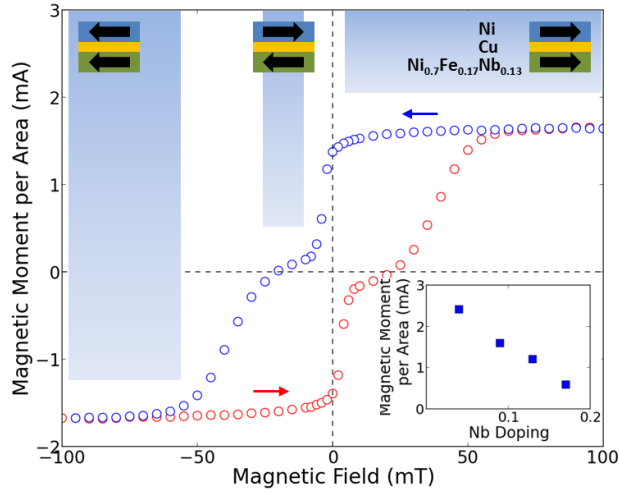 3
2
1
0
−1
−2
Magnetic Moment per Area (mA)
Ni
Cu
Ni0.7Fe0.17Nb0.13
−100
−50
0
50
100
Magnetic Field (mT)
3
2
1
0
Magnetic Moment
per Area (mA)
0.1
0.2
Nb Doping